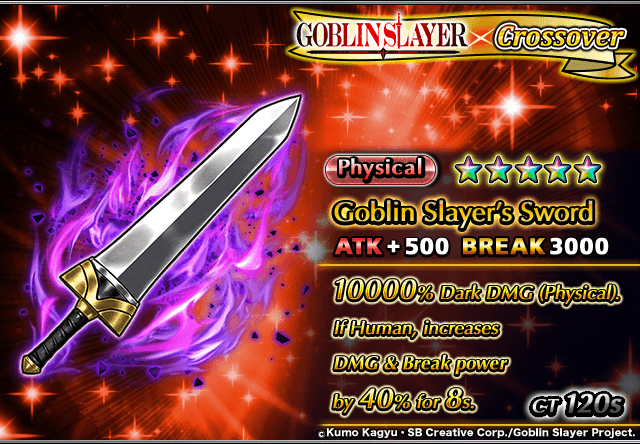 GOBLIN SLAYER × Crossover
Physical
Goblin Slayer's Sword
ATK +500 BREAK 3000
10000% Dark DMG (Physical).
If Human, increases
DMG & Break power
by 40% for 8s.
CT 120s
c Kumo Kagyu・SB Creative Corp./Goblin Slayer Project.